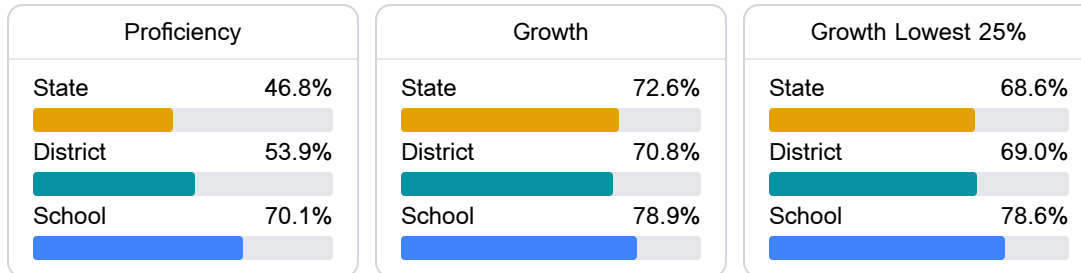 Proficiency
State 46.8%
District 53.9%
School 70.1%
Growth
State 72.6%
District 70.8%
School 78.9%
Growth Lowest 25%
State 68.6%
District 69.0%
School 78.6%